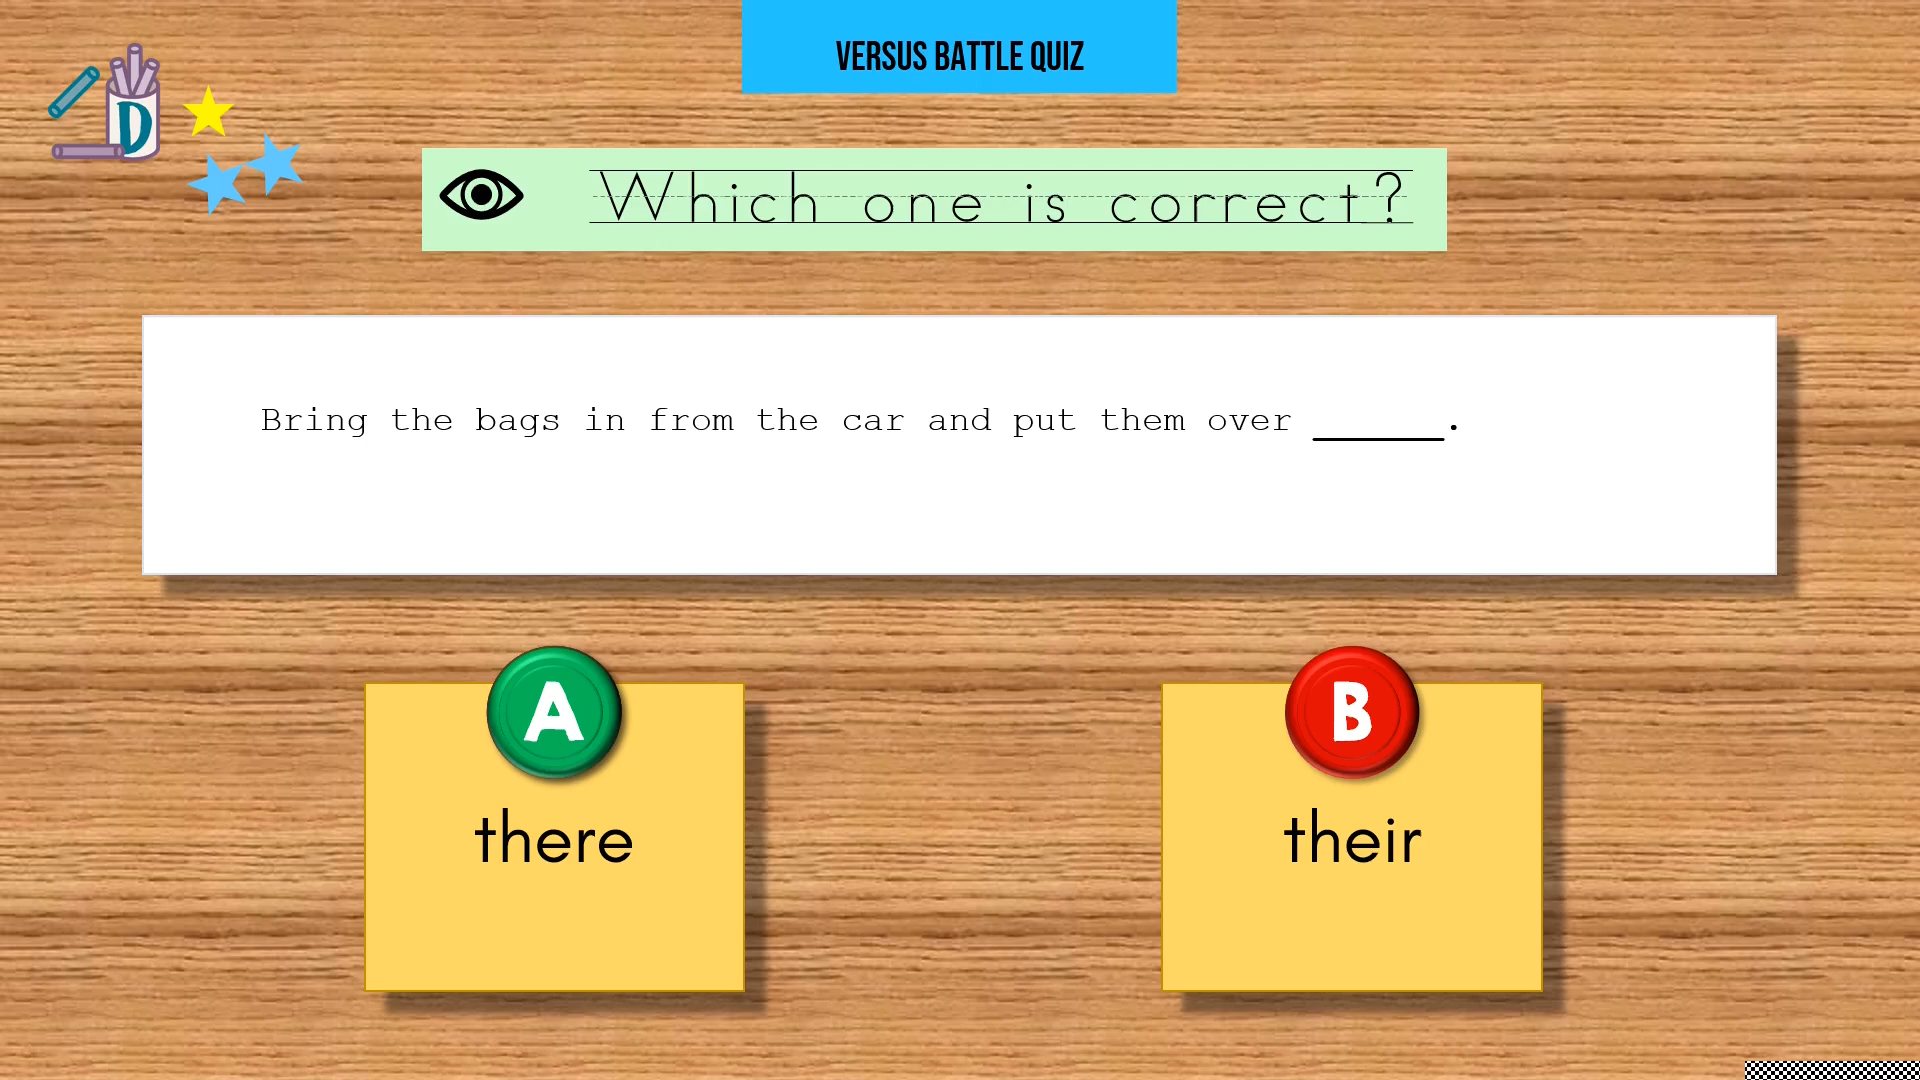 VERSUS BATTLE QUIZ
D
Which one is correct?
Bring the bags in from the car and put them over ______.
A
B
there
their